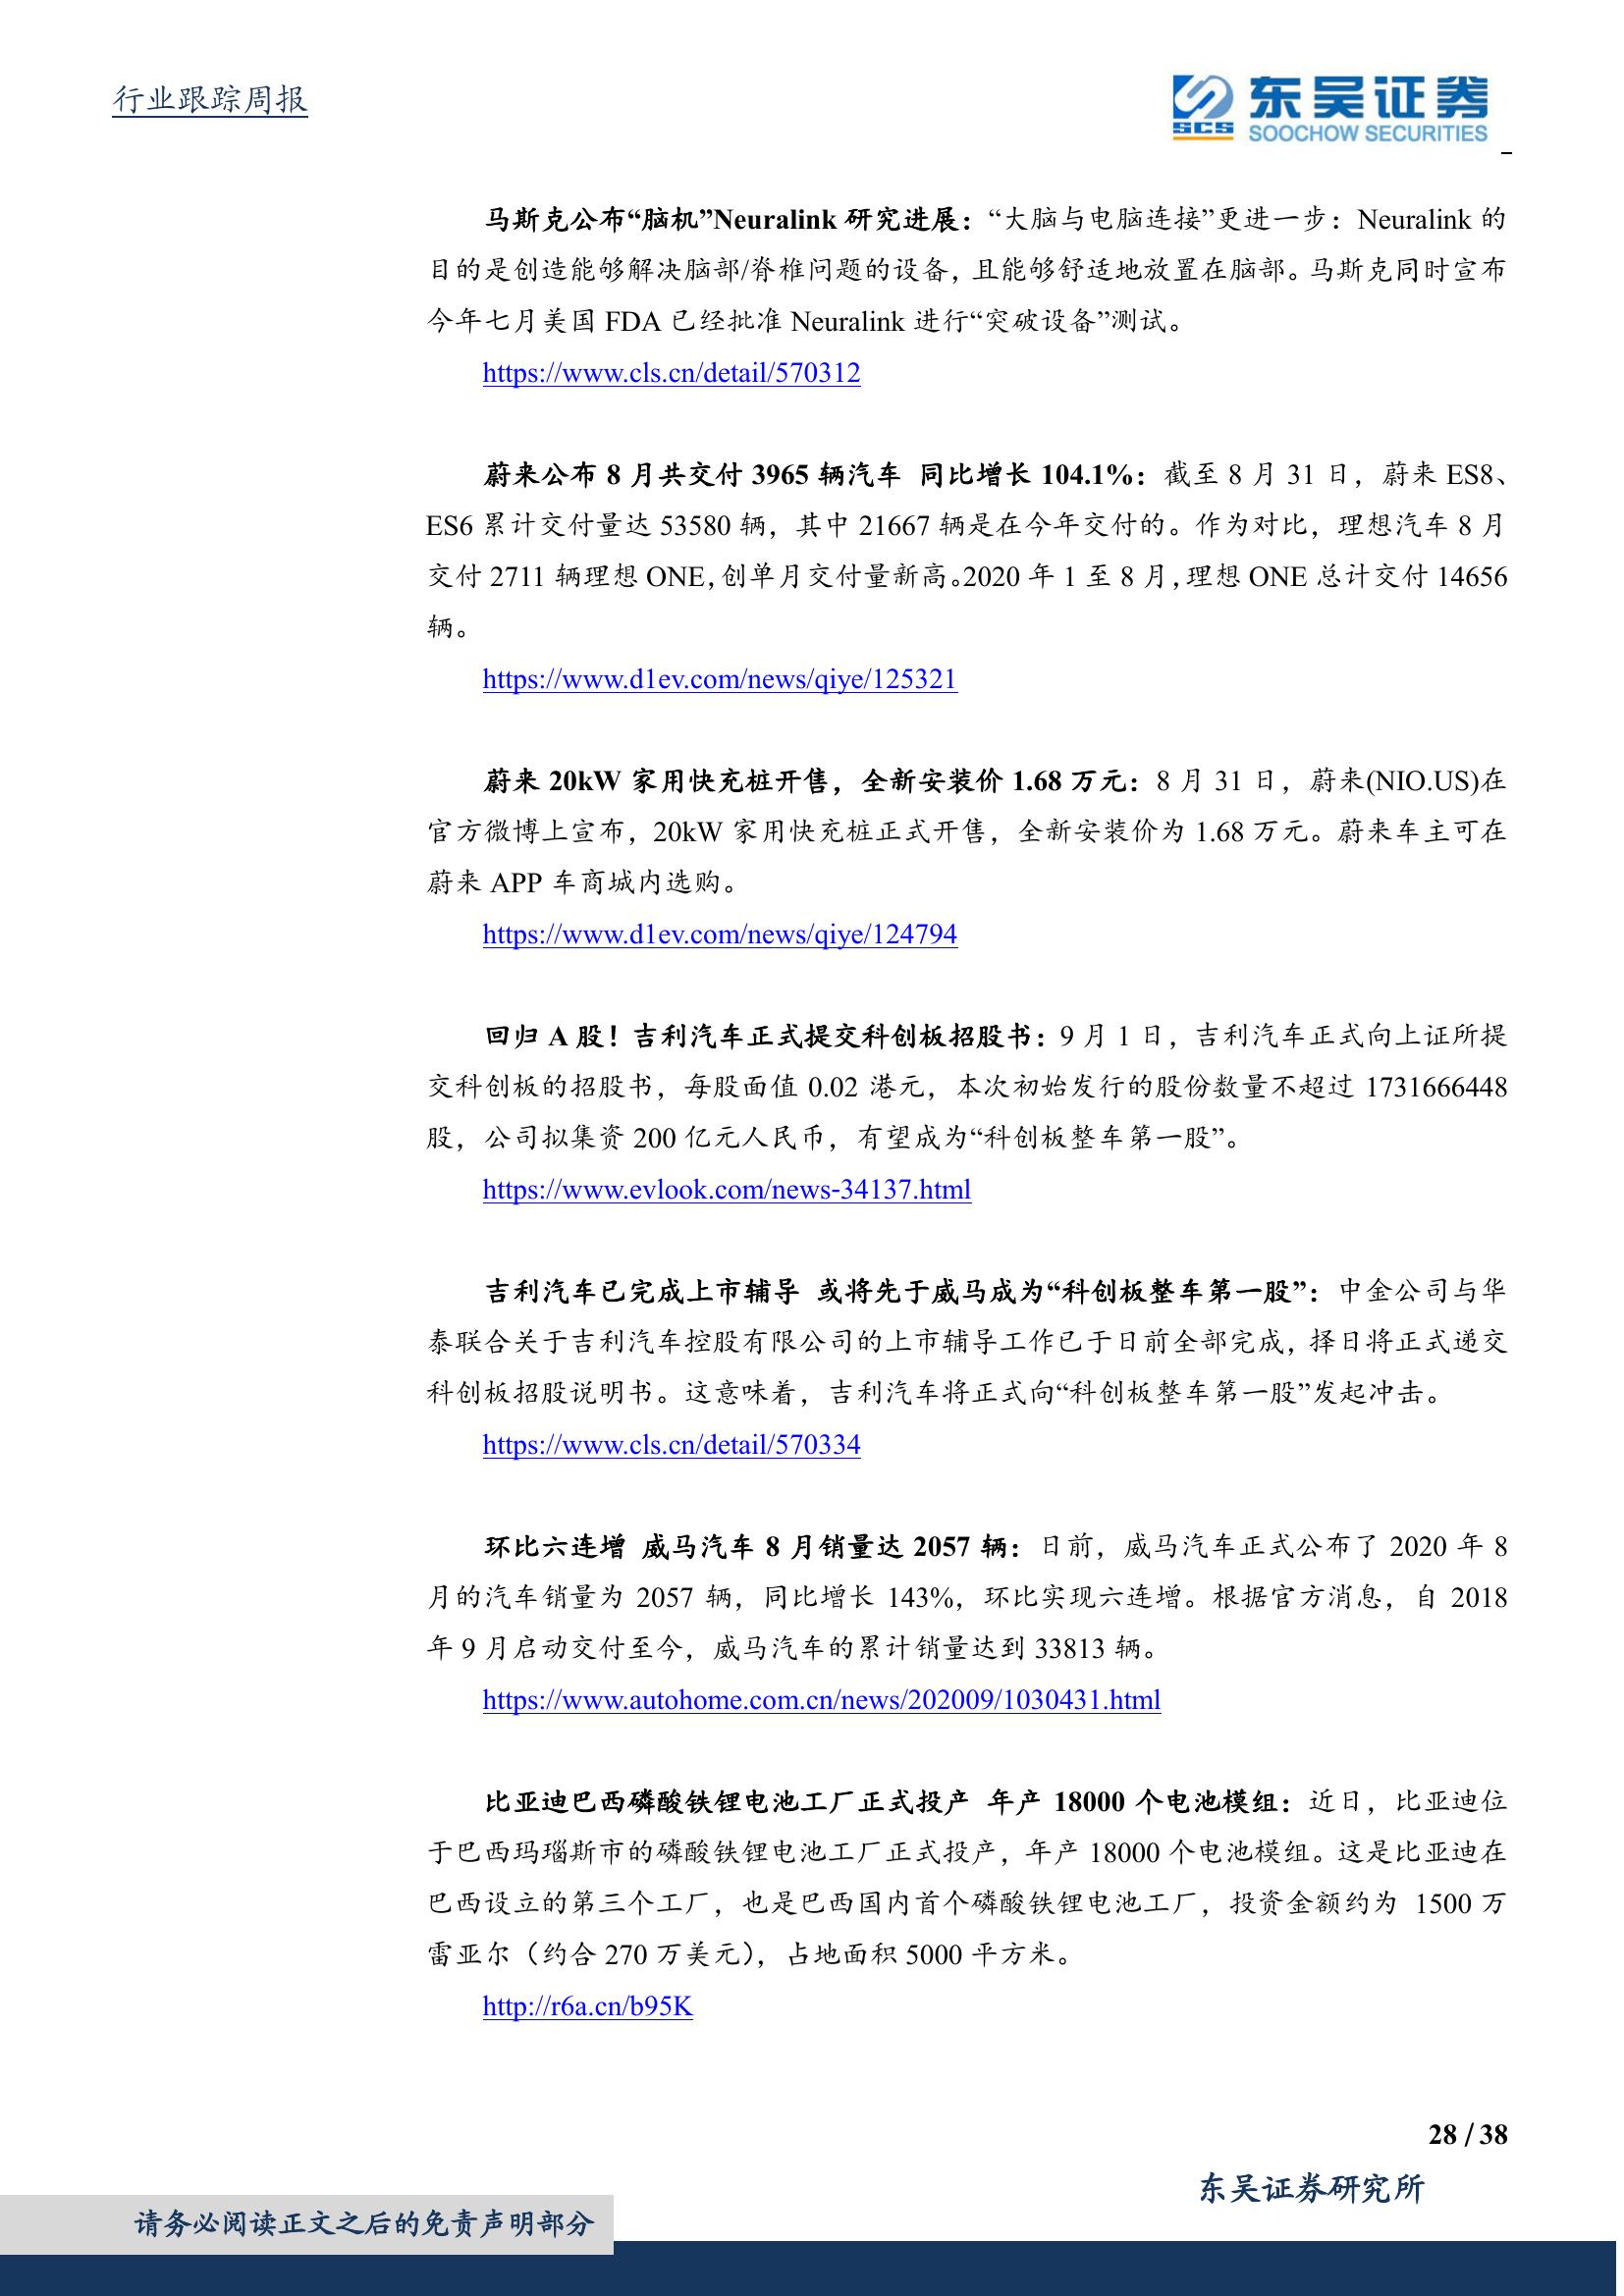 行业跟踪周报
SCS 东吴证券
SOOCHOW SECURITIES
马斯克公布“脑机”Neuralink 研究进展：“大脑与电脑连接”更进一步：Neuralink 的
目的是创造能够解决脑部/脊椎问题的设备，且能够舒适地放置在脑部。马斯克同时宣布
今年七月美国 FDA 已经批准 Neuralink 进行“突破设备”测试。
https://www.cls.cn/detail/570312
蔚来公布 8 月共交付 3965 辆汽车 同比增长 104.1%：截至 8 月 31 日，蔚来 ES8、
ES6 累计交付量达 53580 辆，其中 21667 辆是在今年交付的。作为对比，理想汽车 8 月
交付 2711 辆理想 ONE，创单月交付量新高。2020 年 1 至 8 月，理想 ONE 总计交付 14656
辆。
https://www.d1ev.com/news/qiye/125321
蔚来 20kW 家用快充桩开售，全新安装价 1.68 万元：8 月 31 日，蔚来(NIO.US)在
官方微博上宣布，20kW 家用快充桩正式开售，全新安装价为 1.68 万元。蔚来车主可在
蔚来 APP 车商城内选购。
https://www.d1ev.com/news/qiye/124794
回归 A 股！吉利汽车正式提交科创板招股书：9 月 1 日，吉利汽车正式向上证所提
交科创板的招股书，每股面值 0.02 港元，本次初始发行的股份数量不超过 1731666448
股，公司拟集资 200 亿元人民币，有望成为“科创板整车第一股”。
https://www.evlook.com/news-34137.html
吉利汽车已完成上市辅导 或将先于威马成为“科创板整车第一股”：中金公司与华
泰联合关于吉利汽车控股有限公司的上市辅导工作已于日前全部完成，择日将正式递交
科创板招股说明书。这意味着，吉利汽车将正式向“科创板整车第一股”发起冲击。
https://www.cls.cn/detail/570334
环比六连增 威马汽车 8 月销量达 2057 辆：日前，威马汽车正式公布了 2020 年 8
月的汽车销量为 2057 辆，同比增长 143%，环比实现六连增。根据官方消息，自 2018
年 9 月启动交付至今，威马汽车的累计销量达到 33813 辆。
https://www.autohome.com.cn/news/202009/1030431.html
比亚迪巴西磷酸铁锂电池工厂正式投产 年产 18000 个电池模组：近日，比亚迪位
于巴西玛瑙斯市的磷酸铁锂电池工厂正式投产，年产 18000 个电池模组。这是比亚迪在
巴西设立的第三个工厂，也是巴西国内首个磷酸铁锂电池工厂，投资金额约为 1500 万
雷亚尔（约合 270 万美元），占地面积 5000 平方米。
http://r6a.cn/b95K
28 / 38
东吴证券研究所
请务必阅读正文之后的免责声明部分